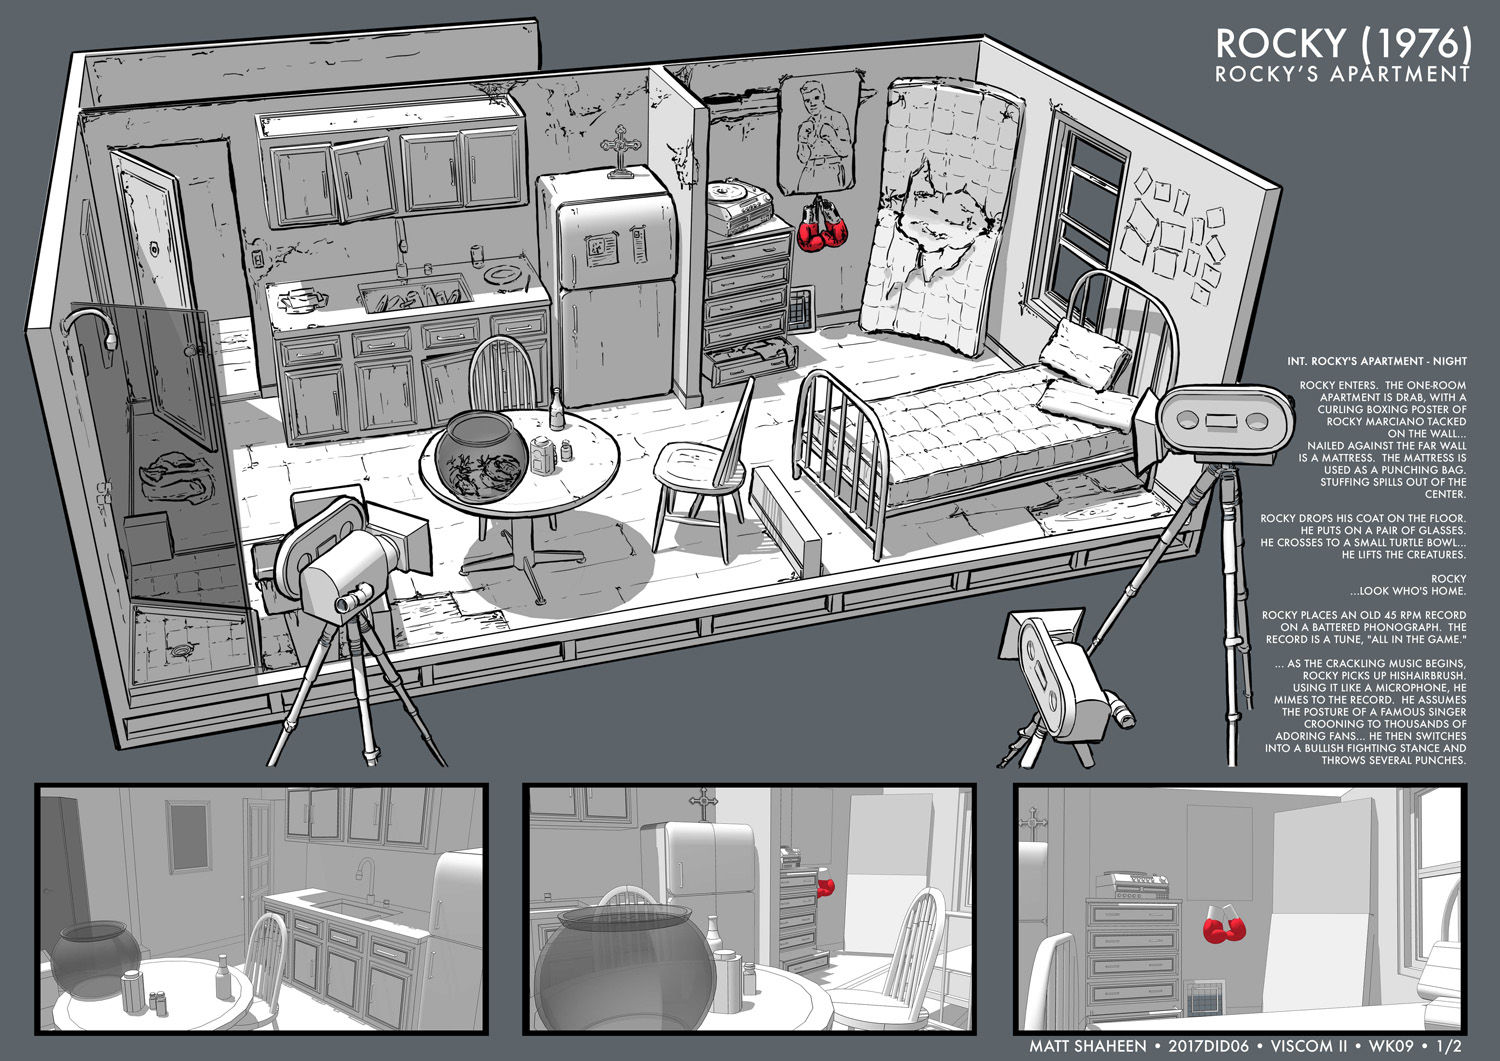 ROCKY (1976)
ROCKY'S APARTMENT
INT. ROCKY'S APARTMENT - NIGHT
ROCKY ENTERS. THE ONE-ROOM
APARTMENT IS DRAB, WITH A
CURLING BOXING POSTER OF
ROCKY MARCIANO TACKED
ON THE WALL...
NAILED AGAINST THE FAR WALL
IS A MATTRESS. THE MATTRESS IS
USED AS A PUNCHING BAG.
STUFFING SPILLS OUT OF THE
CENTER.
ROCKY DROPS HIS COAT ON THE FLOOR.
HE PUTS ON A PAIR OF GLASSES.
HE CROSSES TO A SMALL TURTLE BOWL...
HE LIFTS THE CREATURES.
ROCKY
...LOOK WHO'S HOME.
ROCKY PLACES AN OLD 45 RPM RECORD
ON A BATTERED PHONOGRAPH. THE
RECORD IS A TUNE, "ALL IN THE GAME."
... AS THE CRACKLING MUSIC BEGINS,
ROCKY PICKS UP HISHAIRBRUSH.
USING IT LIKE A MICROPHONE, HE
MIMES TO THE RECORD. HE ASSUMES
THE POSTURE OF A FAMOUS SINGER
CROONING TO THOUSANDS OF
ADORING FANS... HE THEN SWITCHES
INTO A BULLISH FIGHTING STANCE AND
THROWS SEVERAL PUNCHES.
MATT SHAHEEN • 2017DID06 • VISCOM II • WK09 • 1/2